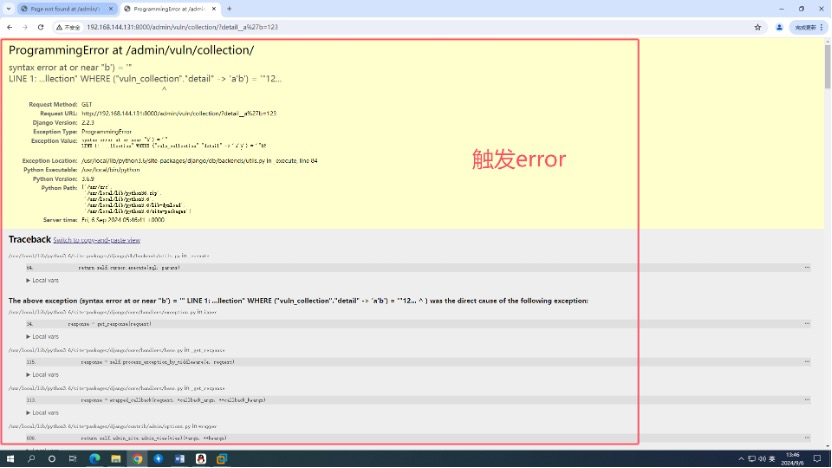 Page not found at /admin/
ProgrammingError at /admin/vuln
不安全
192.168.144.131:8000/admin/vuln/collection/?detail__a%27b=123
ProgrammingError at /admin/vuln/collection/
syntax error at or near "b') = '"
LINE 1: ...llection" WHERE ("vuln_collection"."detail" -> 'a'b') = '"12...
^
Request Method: GET
Request URL: http://192.168.144.131:8000/admin/vuln/collection/?detail__a%27b=123
Django Version: 2.2.3
Exception Type: ProgrammingError
Exception Value: syntax error at or near "b') = '"
Exception Location: /usr/local/lib/python3.6/site-packages/django/db/backends/utils.py in _execute, line 84
Python Executable: /usr/local/bin/python
Python Version: 3.6.9
Python Path: ['/usr/src',
'/usr/local/lib/python36.zip',
'/usr/local/lib/python3.6',
'/usr/local/lib/python3.6/lib-dynload',
'/usr/local/lib/python3.6/site-packages']
Server time: Fri, 6 Sep 2024 05:46:41 +0000
触发error
Traceback Switch to copy-and-paste view
/usr/local/lib/python3.6/site-packages/django/db/backends/utils.py in _execute
84. return self.cursor.execute(sql, params)
▶ Local vars
The above exception (syntax error at or near "b') = '" LINE 1: ...llection" WHERE ("vuln_collection"."detail" -> 'a'b') = '"12... ^ ) was the direct cause of the following exception:
/usr/local/lib/python3.6/site-packages/django/core/handlers/exception.py in inner
34. response = get_response(request)
▶ Local vars
/usr/local/lib/python3.6/site-packages/django/core/handlers/base.py in _get_response
115. response = self.process_exception_by_middleware(e, request)
▶ Local vars
/usr/local/lib/python3.6/site-packages/django/core/handlers/base.py in _get_response
113. response = wrapped_callback(request, *callback_args, **callback_kwargs)
▶ Local vars
/usr/local/lib/python3.6/site-packages/django/contrib/admin/options.py in wrapper
606. return self.admin_site.admin_view(view)(*args, **kwargs)
英
13:46
2024/9/6